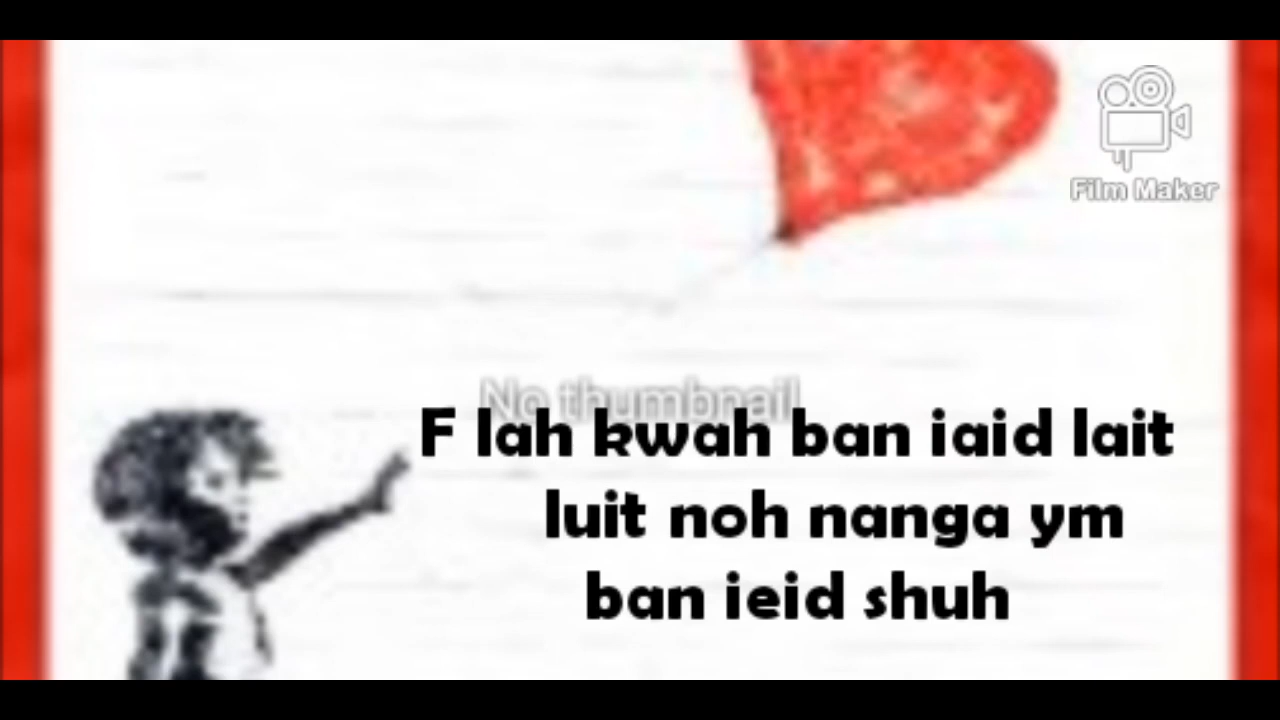 Film Maker
No thumbnail
F lah kwah ban iaid lait
luit noh nanga ym
ban ieid shuh